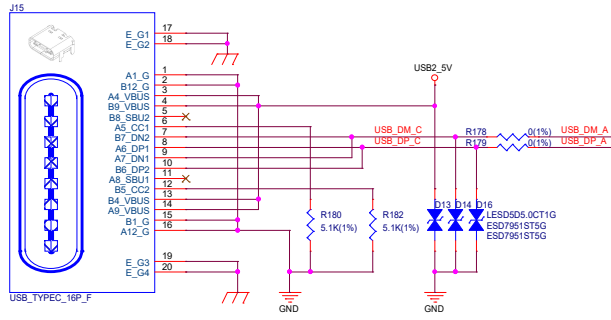 J15
E_G1 17
E_G2 18
USB2_5V
A1_G 1
B12_G 2
A4_VBUS 3
B9_VBUS 4
B8_SBU2 5
A5_CC1 6
B7_DN2 7 USB_DM_C R178 0(1%) USB_DM_A
A6_DP1 8 USB_DP_C R179 0(1%) USB_DP_A
A7_DN1 9
B6_DP2 10
A8_SBU1 11
B5_CC2 12
B4_VBUS 13
A9_VBUS 14
B1_G 15
A12_G 16
D13 D14 D16
R180 R182 LESD5D5.0CT1G
5.1K(1%) 5.1K(1%) ESD7951ST5G
ESD7951ST5G
E_G3 19
E_G4 20
USB_TYPEC_16P_F
GND GND